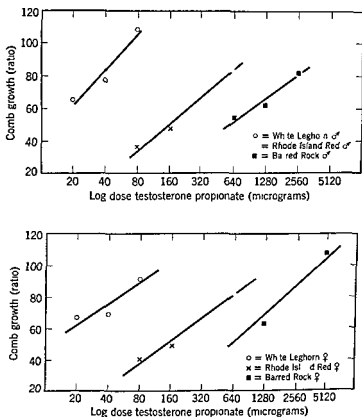 120
100
80
60
40
20
Comb growth (ratio)
○ = White Leghorn ♂
= Rhode Island Red ♂
■ = Ba red Rock ♂
20 40 80 160 320 640 1280 2560 5120
Log dose testosterone propionate (micrograms)
120
100
80
60
40
20
Comb growth (ratio)
○ = White Leghorn ♀
× = Rhode Isl d Red ♀
■ = Barred Rock ♀
20 40 80 160 320 640 1280 2560 5120
Log dose testosterone propionate (micrograms)